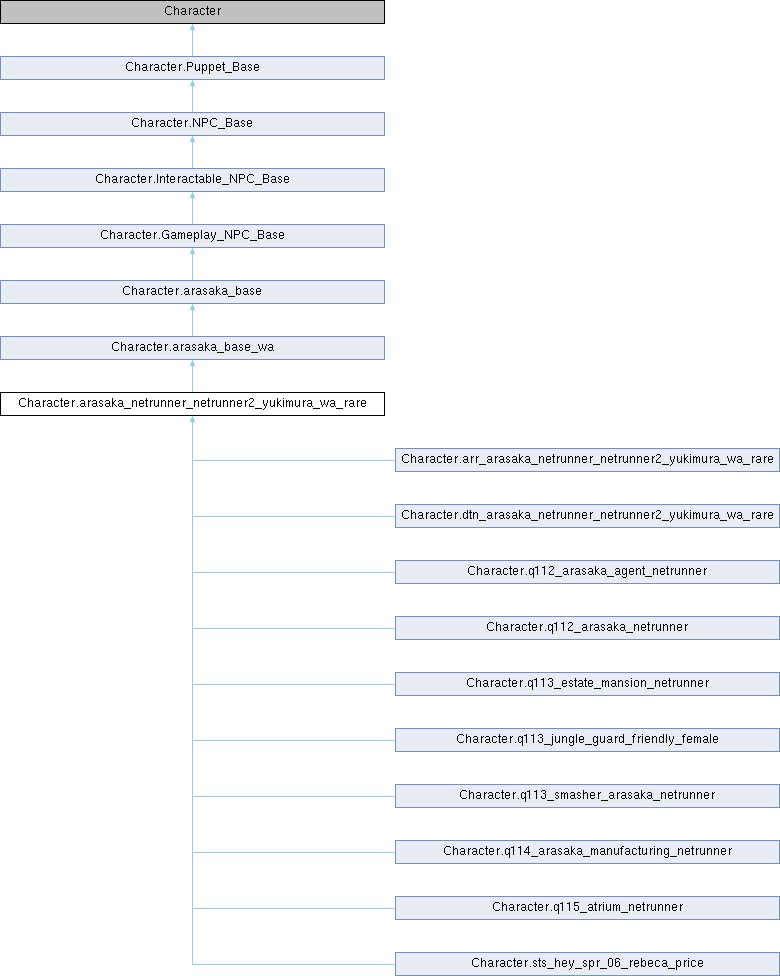 Character
Character.Puppet_Base
Character.NPC_Base
Character.Interactable_NPC_Base
Character.Gameplay_NPC_Base
Character.arasaka_base
Character.arasaka_base_wa
Character.arasaka_netrunner_netrunner2_yukimura_wa_rare
Character.arr_arasaka_netrunner_netrunner2_yukimura_wa_rare
Character.dtn_arasaka_netrunner_netrunner2_yukimura_wa_rare
Character.q112_arasaka_agent_netrunner
Character.q112_arasaka_netrunner
Character.q113_estate_mansion_netrunner
Character.q113_jungle_guard_friendly_female
Character.q113_smasher_arasaka_netrunner
Character.q114_arasaka_manufacturing_netrunner
Character.q115_atrium_netrunner
Character.sts_hey_spr_06_rebeca_price